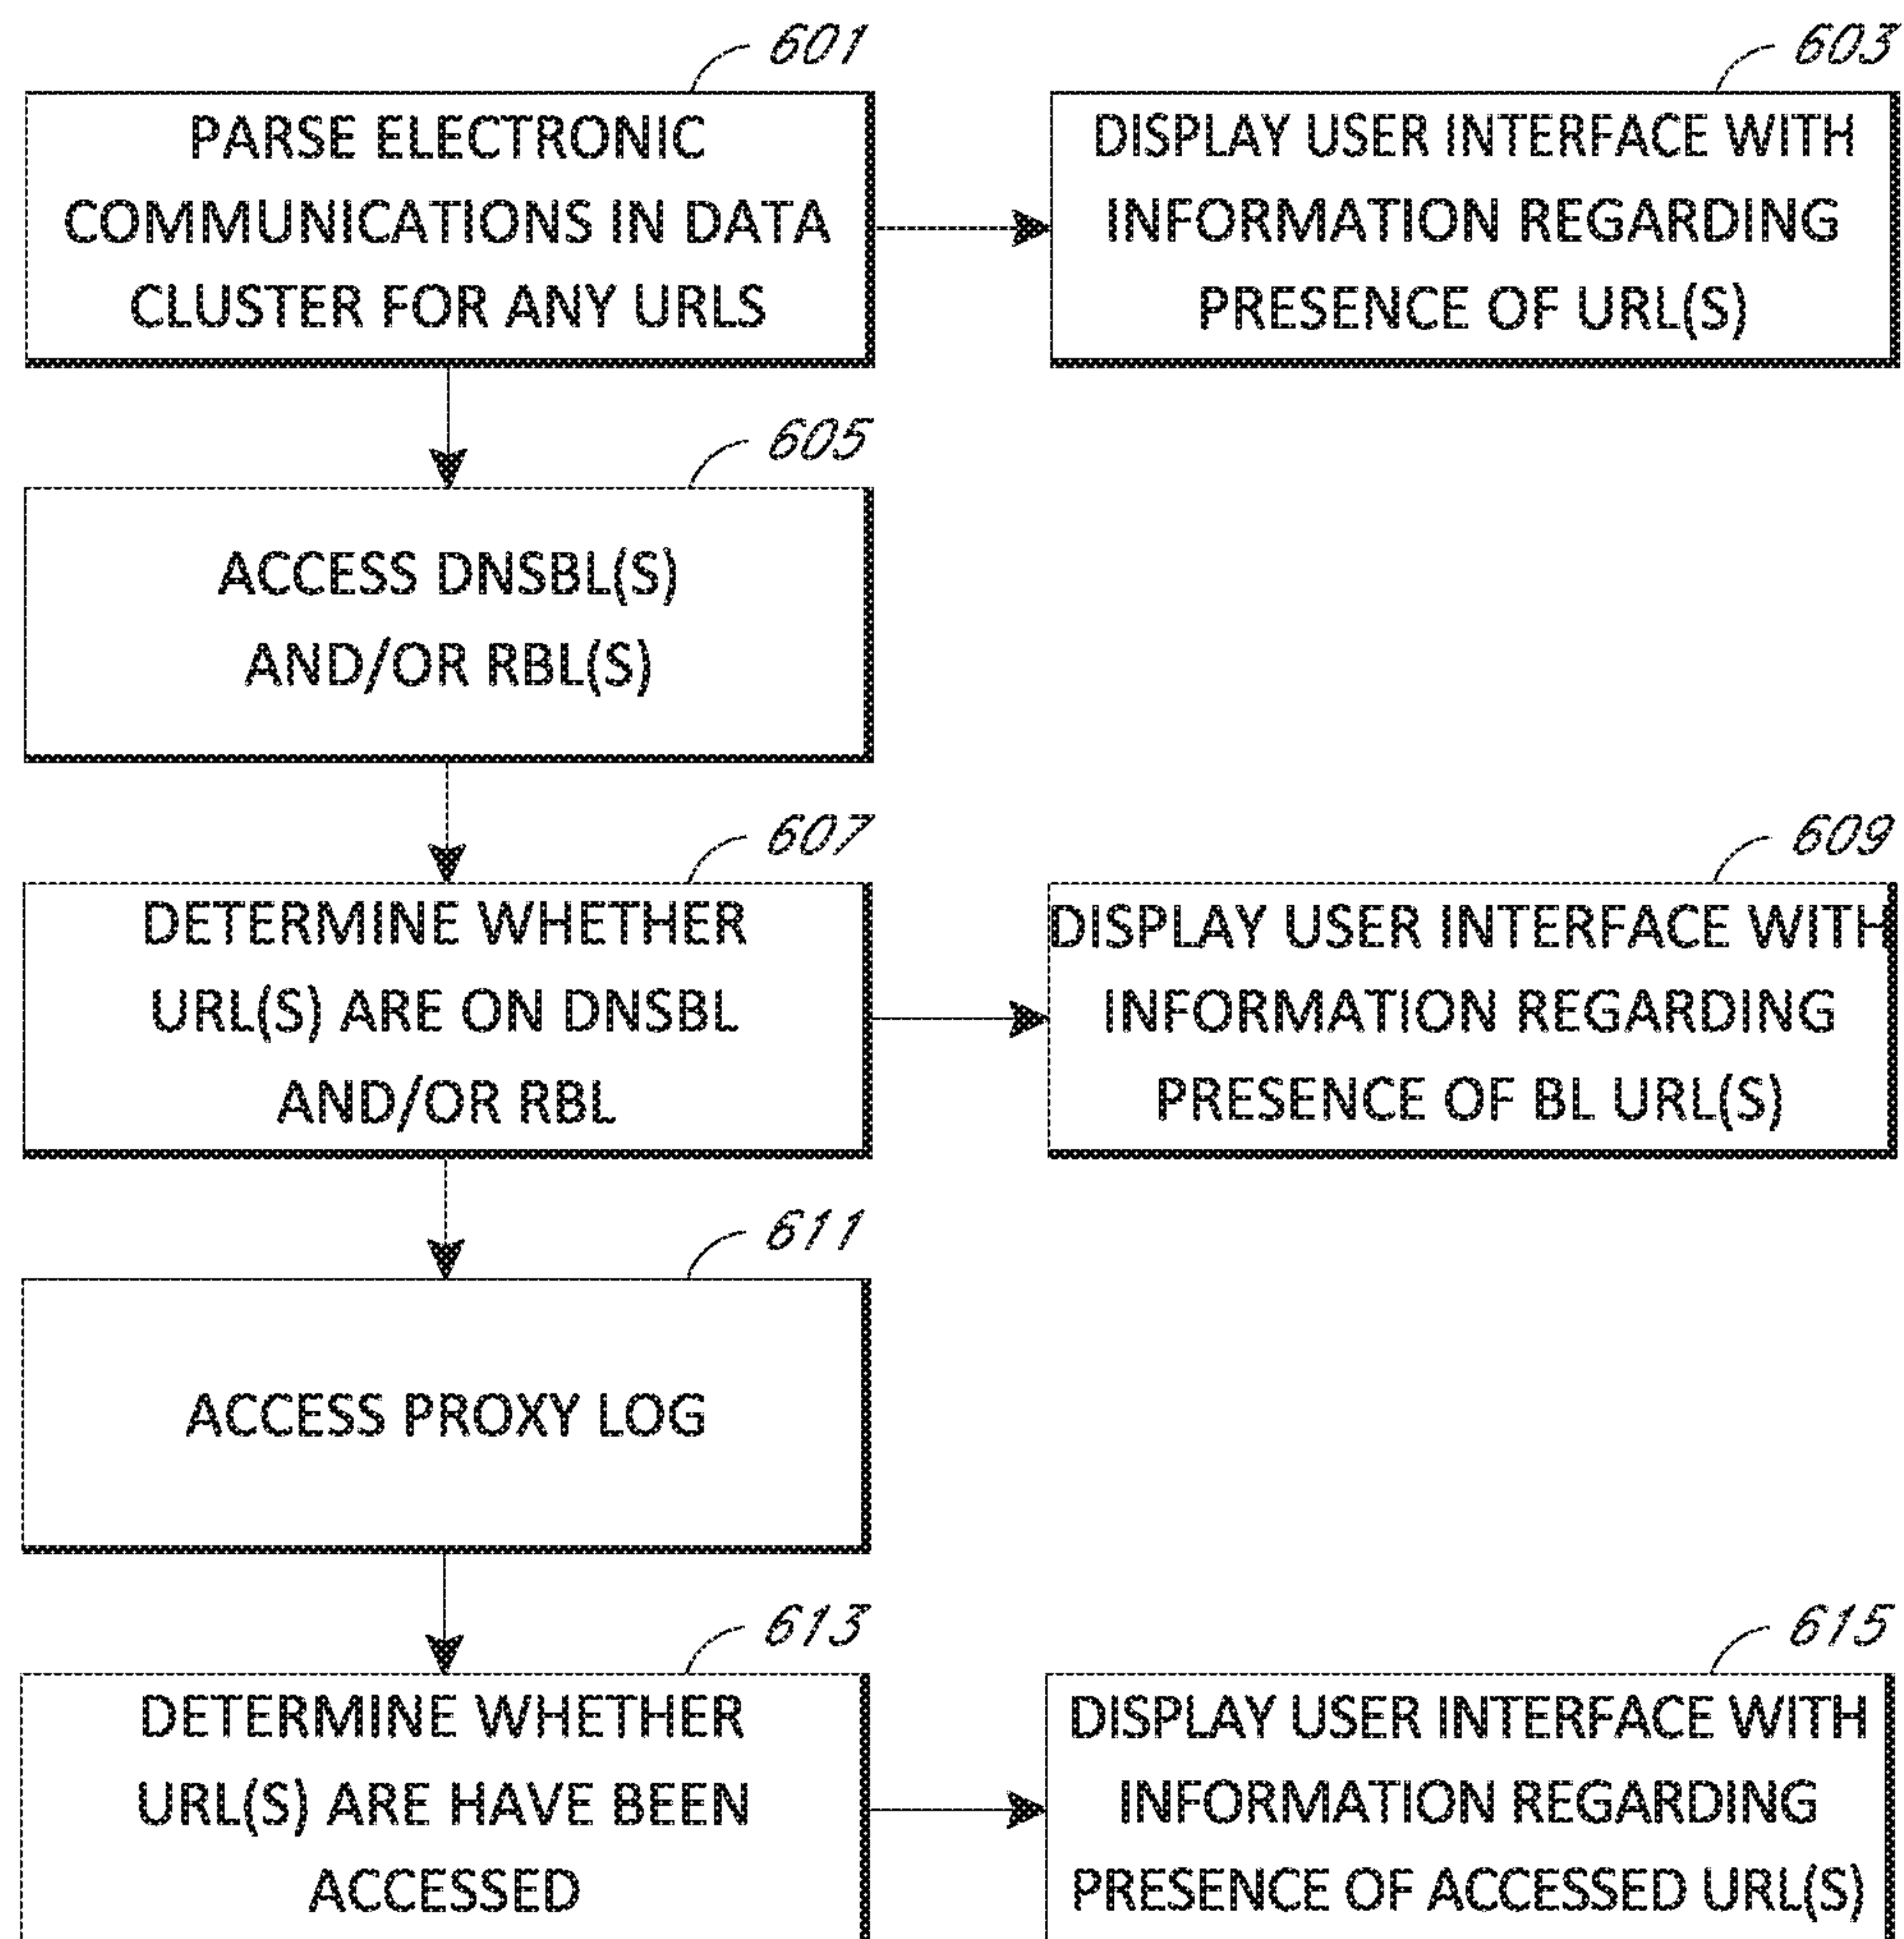 601
PARSE ELECTRONIC
COMMUNICATIONS IN DATA
CLUSTER FOR ANY URLS
603
DISPLAY USER INTERFACE WITH
INFORMATION REGARDING
PRESENCE OF URL(S)
605
ACCESS DNSBL(S)
AND/OR RBL(S)
607
DETERMINE WHETHER
URL(S) ARE ON DNSBL
AND/OR RBL
609
DISPLAY USER INTERFACE WITH
INFORMATION REGARDING
PRESENCE OF BL URL(S)
611
ACCESS PROXY LOG
613
DETERMINE WHETHER
URL(S) ARE HAVE BEEN
ACCESSED
615
DISPLAY USER INTERFACE WITH
INFORMATION REGARDING
PRESENCE OF ACCESSED URL(S)